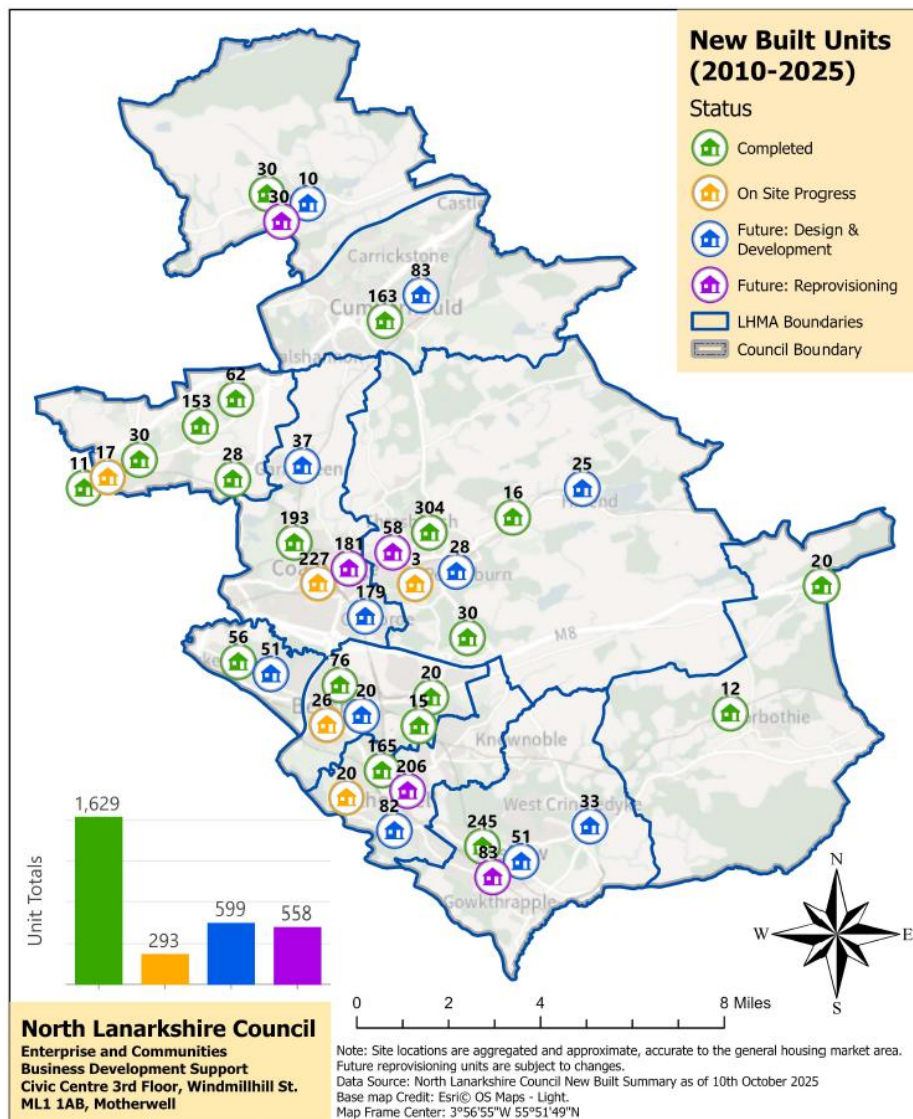 New Built Units
(2010-2025)
Status
Completed
On Site Progress
Future: Design &
Development
Future: Reprovisioning
LHMA Boundaries
Council Boundary
30
10
30
Castle
Carrickstone
83
163
62
153
30
17
11
28
37
25
16
304
193
58
181
227
3
28
179
20
30
M8
56
51
76
20
20
15
26
12
Knownoble
165
206
20
82
West Crindledyke
33
245
51
83
Gowkthrapple
1,629
293
599
558
Unit Totals
N
W
E
S
0
2
4
8 Miles
North Lanarkshire Council
Enterprise and Communities
Business Development Support
Civic Centre 3rd Floor, Windmillhill St.
ML1 1AB, Motherwell
Note: Site locations are aggregated and approximate, accurate to the general housing market area.
Future reprovisioning units are subject to changes.
Data Source: North Lanarkshire Council New Built Summary as of 10th October 2025
Base map Credit: Esri© OS Maps - Light.
Map Frame Center: 3°56'55"W 55°51'49"N